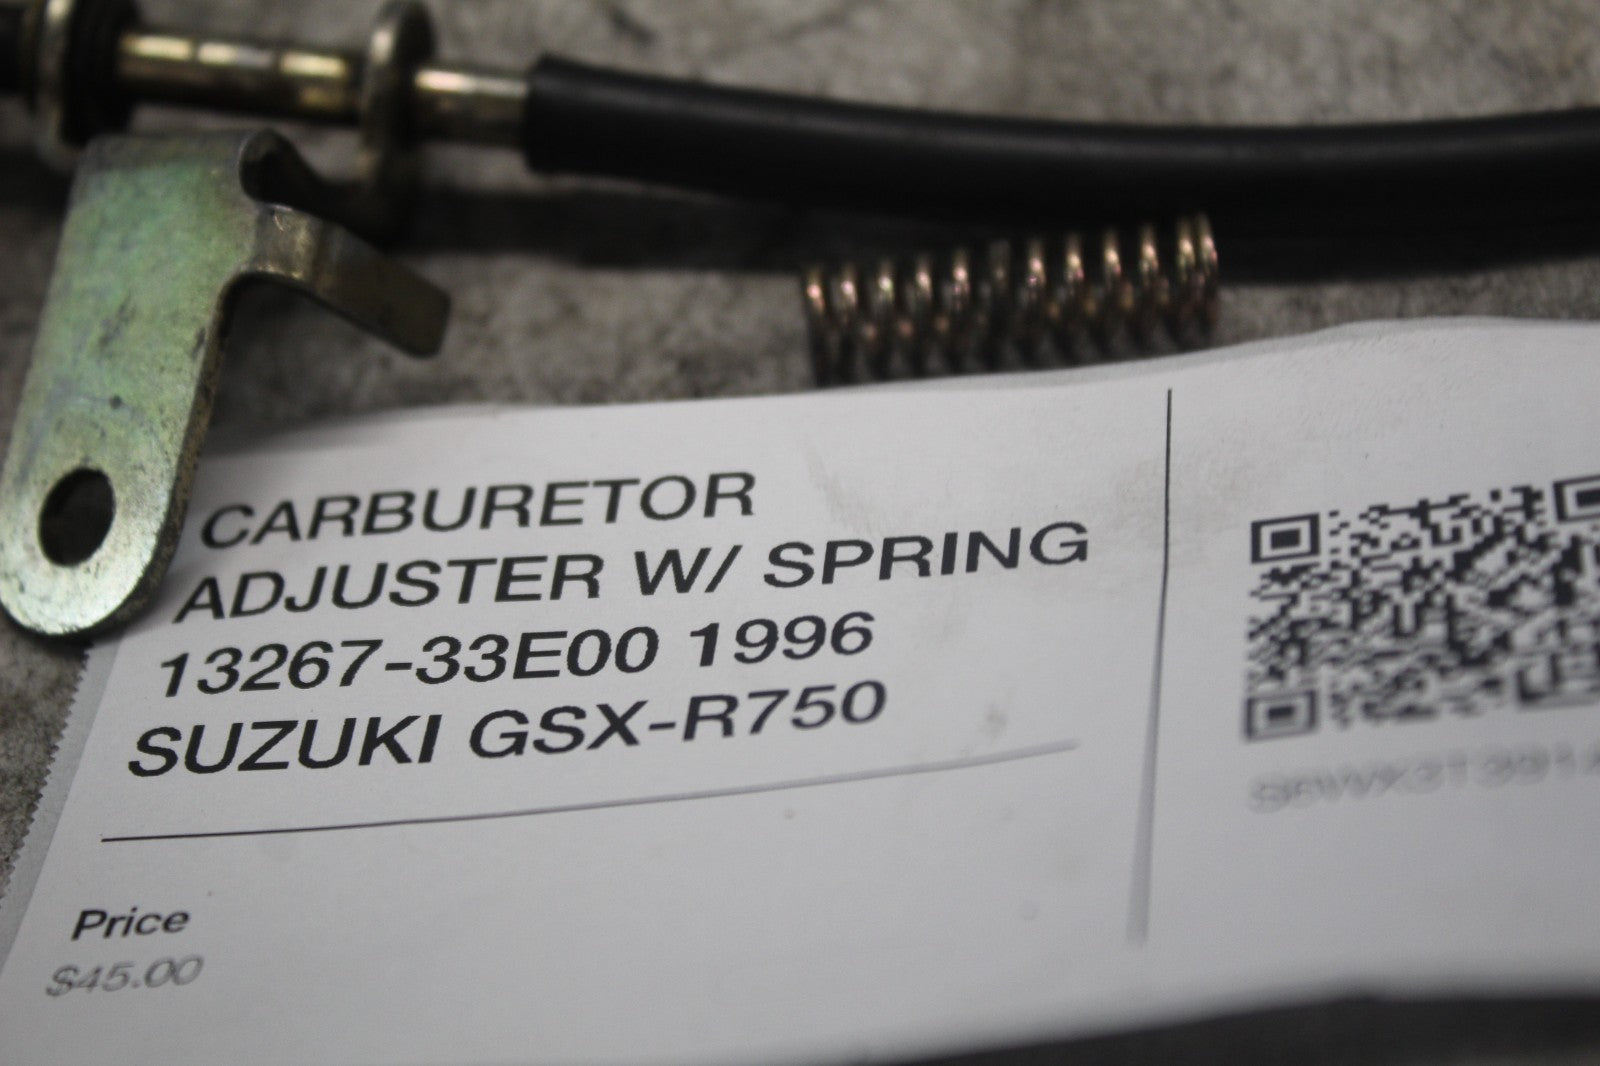 CARBURETOR
ADJUSTER W/ SPRING
13267-33E00 1996
SUZUKI GSX-R750
Price
$45.00